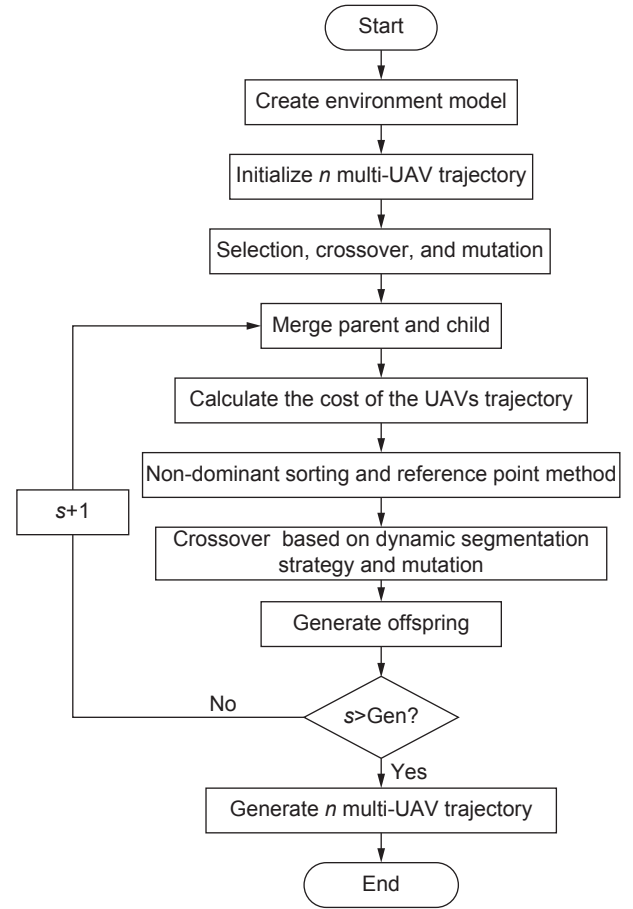 Start
Create environment model
Initialize n multi-UAV trajectory
Selection, crossover, and mutation
Merge parent and child
Calculate the cost of the UAVs trajectory
Non-dominant sorting and reference point method
s+1
Crossover based on dynamic segmentation
strategy and mutation
Generate offspring
No
s>Gen?
Yes
Generate n multi-UAV trajectory
End